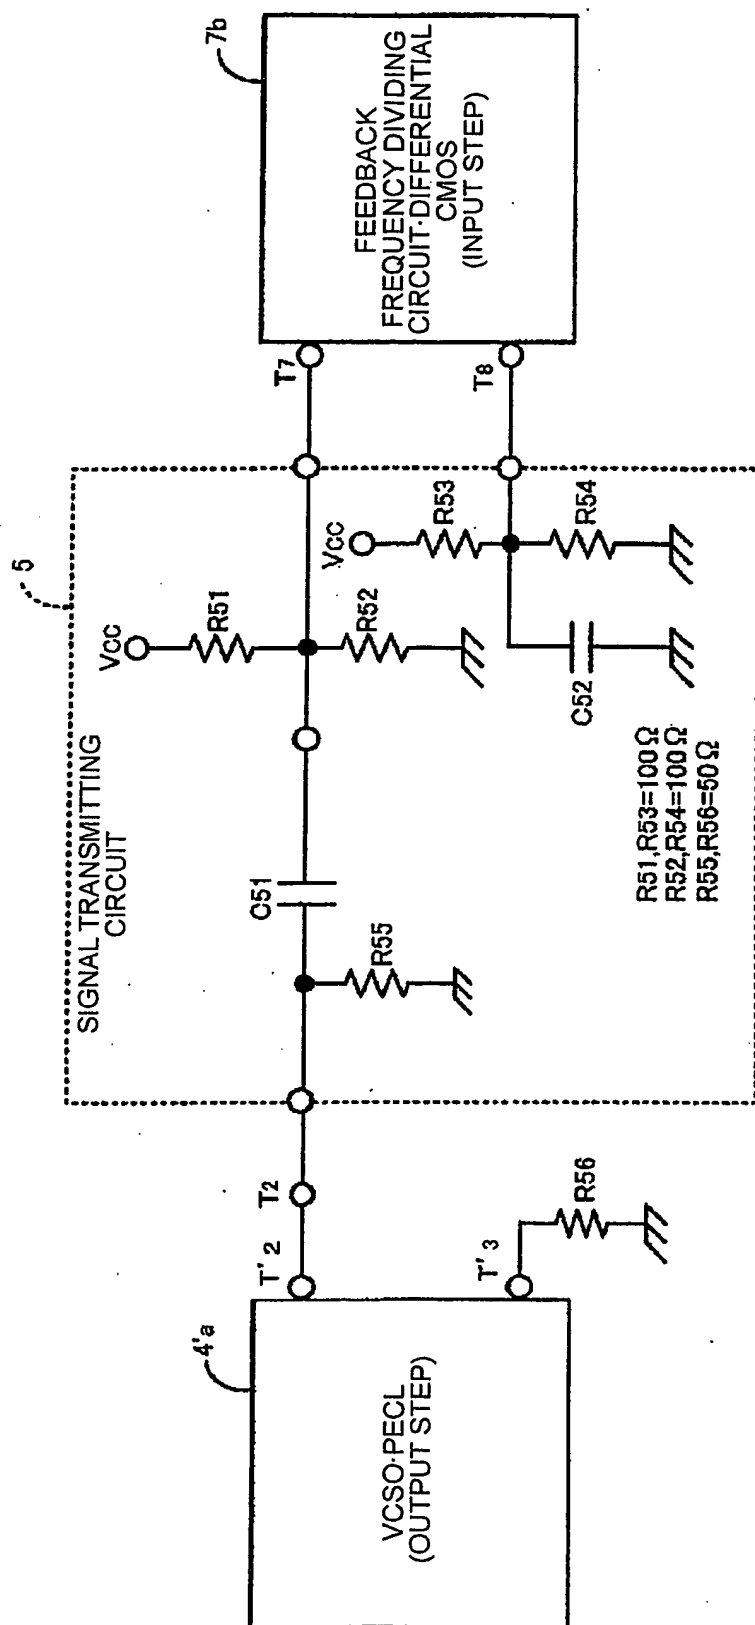 SIGNAL TRANSMITTING
CIRCUIT
5
4'a
VCSO·PECL
(OUTPUT STEP)
T'2
T2
T'3
R56
R55
C51
Vcc
R51
R52
Vcc
R53
R54
C52
R51,R53=100Ω
R52,R54=100Ω
R55,R56=50Ω
T7
T8
7b
FEEDBACK
FREQUENCY DIVIDING
CIRCUIT·DIFFERENTIAL
CMOS
(INPUT STEP)